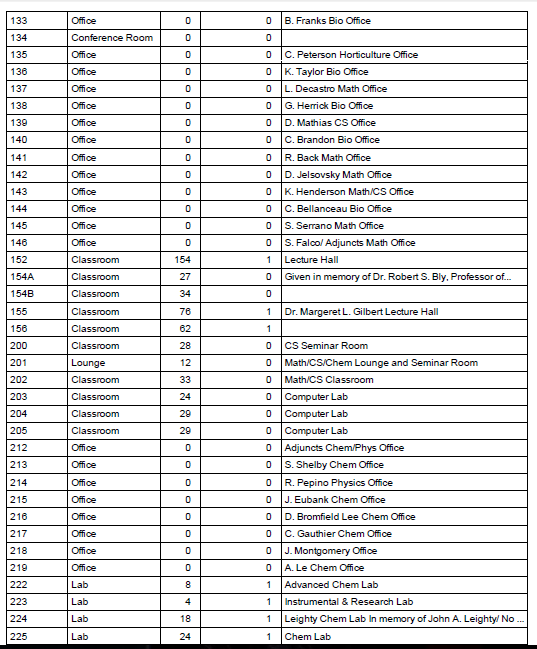 133 Office 0 0 B. Franks Bio Office
134 Conference Room 0 0
135 Office 0 0 C. Peterson Horticulture Office
136 Office 0 0 K. Taylor Bio Office
137 Office 0 0 L. Decastro Math Office
138 Office 0 0 G. Herrick Bio Office
139 Office 0 0 D. Mathias CS Office
140 Office 0 0 C. Brandon Bio Office
141 Office 0 0 R. Back Math Office
142 Office 0 0 D. Jelsovsky Math Office
143 Office 0 0 K. Henderson Math/CS Office
144 Office 0 0 C. Bellanceau Bio Office
145 Office 0 0 S. Serrano Math Office
146 Office 0 0 S. Falco/ Adjuncts Math Office
152 Classroom 154 1 Lecture Hall
154A Classroom 27 0 Given in memory of Dr. Robert S. Bly, Professor of...
154B Classroom 34 0
155 Classroom 76 1 Dr. Margeret L. Gilbert Lecture Hall
156 Classroom 62 1
200 Classroom 28 0 CS Seminar Room
201 Lounge 12 0 Math/CS/Chem Lounge and Seminar Room
202 Classroom 33 0 Math/CS Classroom
203 Classroom 24 0 Computer Lab
204 Classroom 29 0 Computer Lab
205 Classroom 29 0 Computer Lab
212 Office 0 0 Adjuncts Chem/Phys Office
213 Office 0 0 S. Shelby Chem Office
214 Office 0 0 R. Pepino Physics Office
215 Office 0 0 J. Eubank Chem Office
216 Office 0 0 D. Bromfield Lee Chem Office
217 Office 0 0 C. Gauthier Chem Office
218 Office 0 0 J. Montgomery Office
219 Office 0 0 A. Le Chem Office
222 Lab 8 1 Advanced Chem Lab
223 Lab 4 1 Instrumental & Research Lab
224 Lab 18 1 Leighty Chem Lab In memory of John A. Leighty/ No ...
225 Lab 24 1 Chem Lab